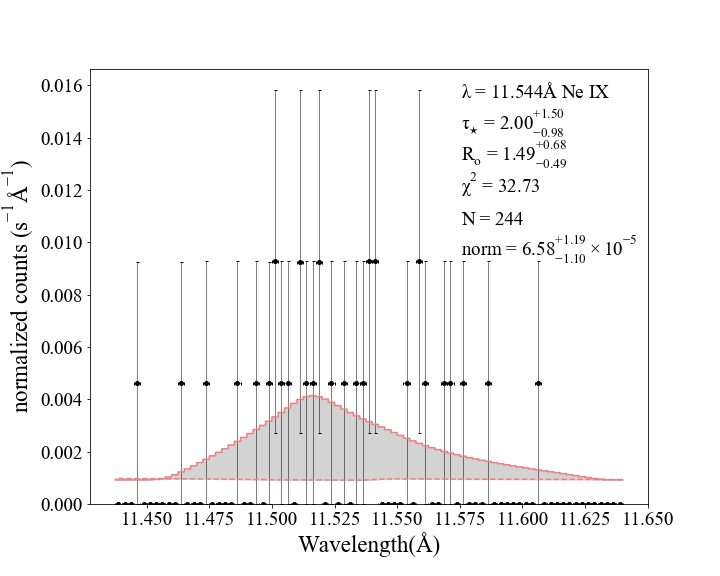 λ = 11.544Å Ne IX
τ⋆ = 2.00+1.50−0.98
Ro = 1.49+0.68−0.49
χ2 = 32.73
N = 244
norm = 6.58+1.19−1.10 × 10−5
normalized counts (s−1 Å−1)
0.016
0.014
0.012
0.010
0.008
0.006
0.004
0.002
0.000
11.450 11.475 11.500 11.525 11.550 11.575 11.600 11.625 11.650
Wavelength(Å)